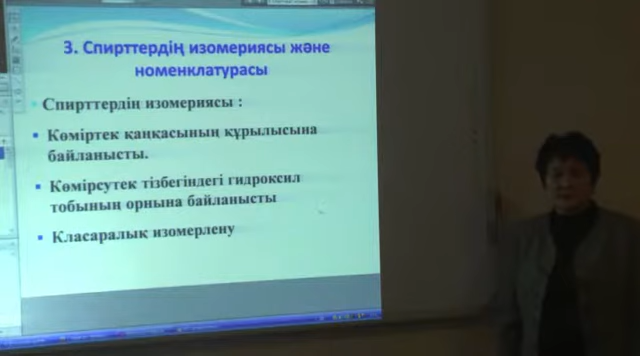 3. Спирттердің изомериясы және
номенклатурасы
Спирттердің изомериясы :
Көміртек қаңқасының құрылысына
байланысты.
Көмірсутек тізбегіндегі гидроксил
тобының орнына байланысты
Класаралық изомерлену